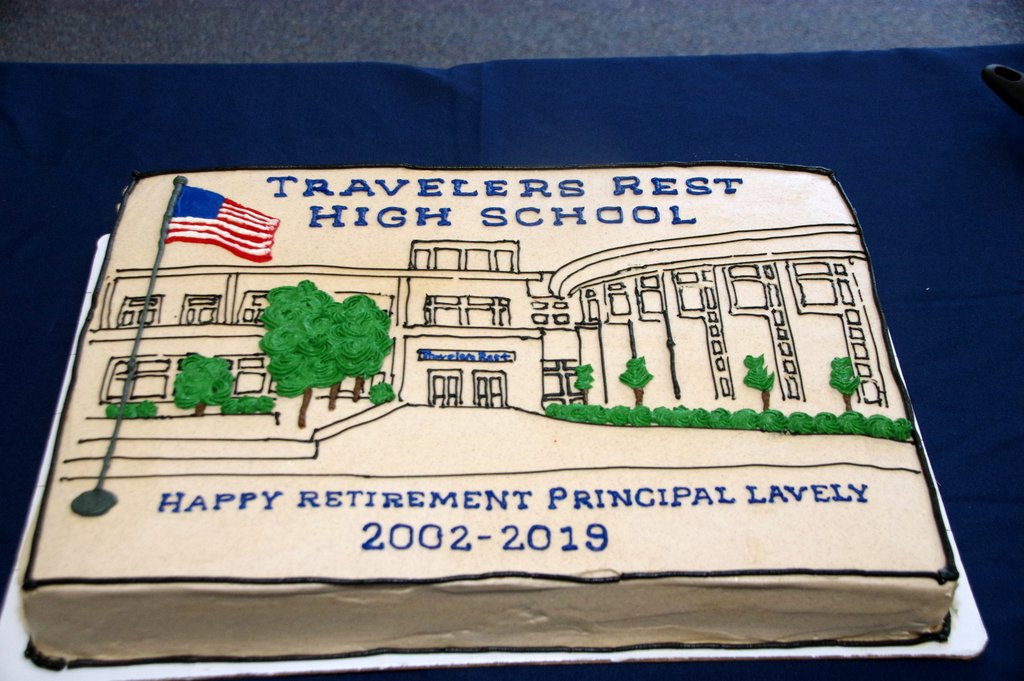 TRAVELERS REST
HIGH SCHOOL
Travelers Rest
HAPPY RETIREMENT PRINCIPAL LAVELY
2002-2019